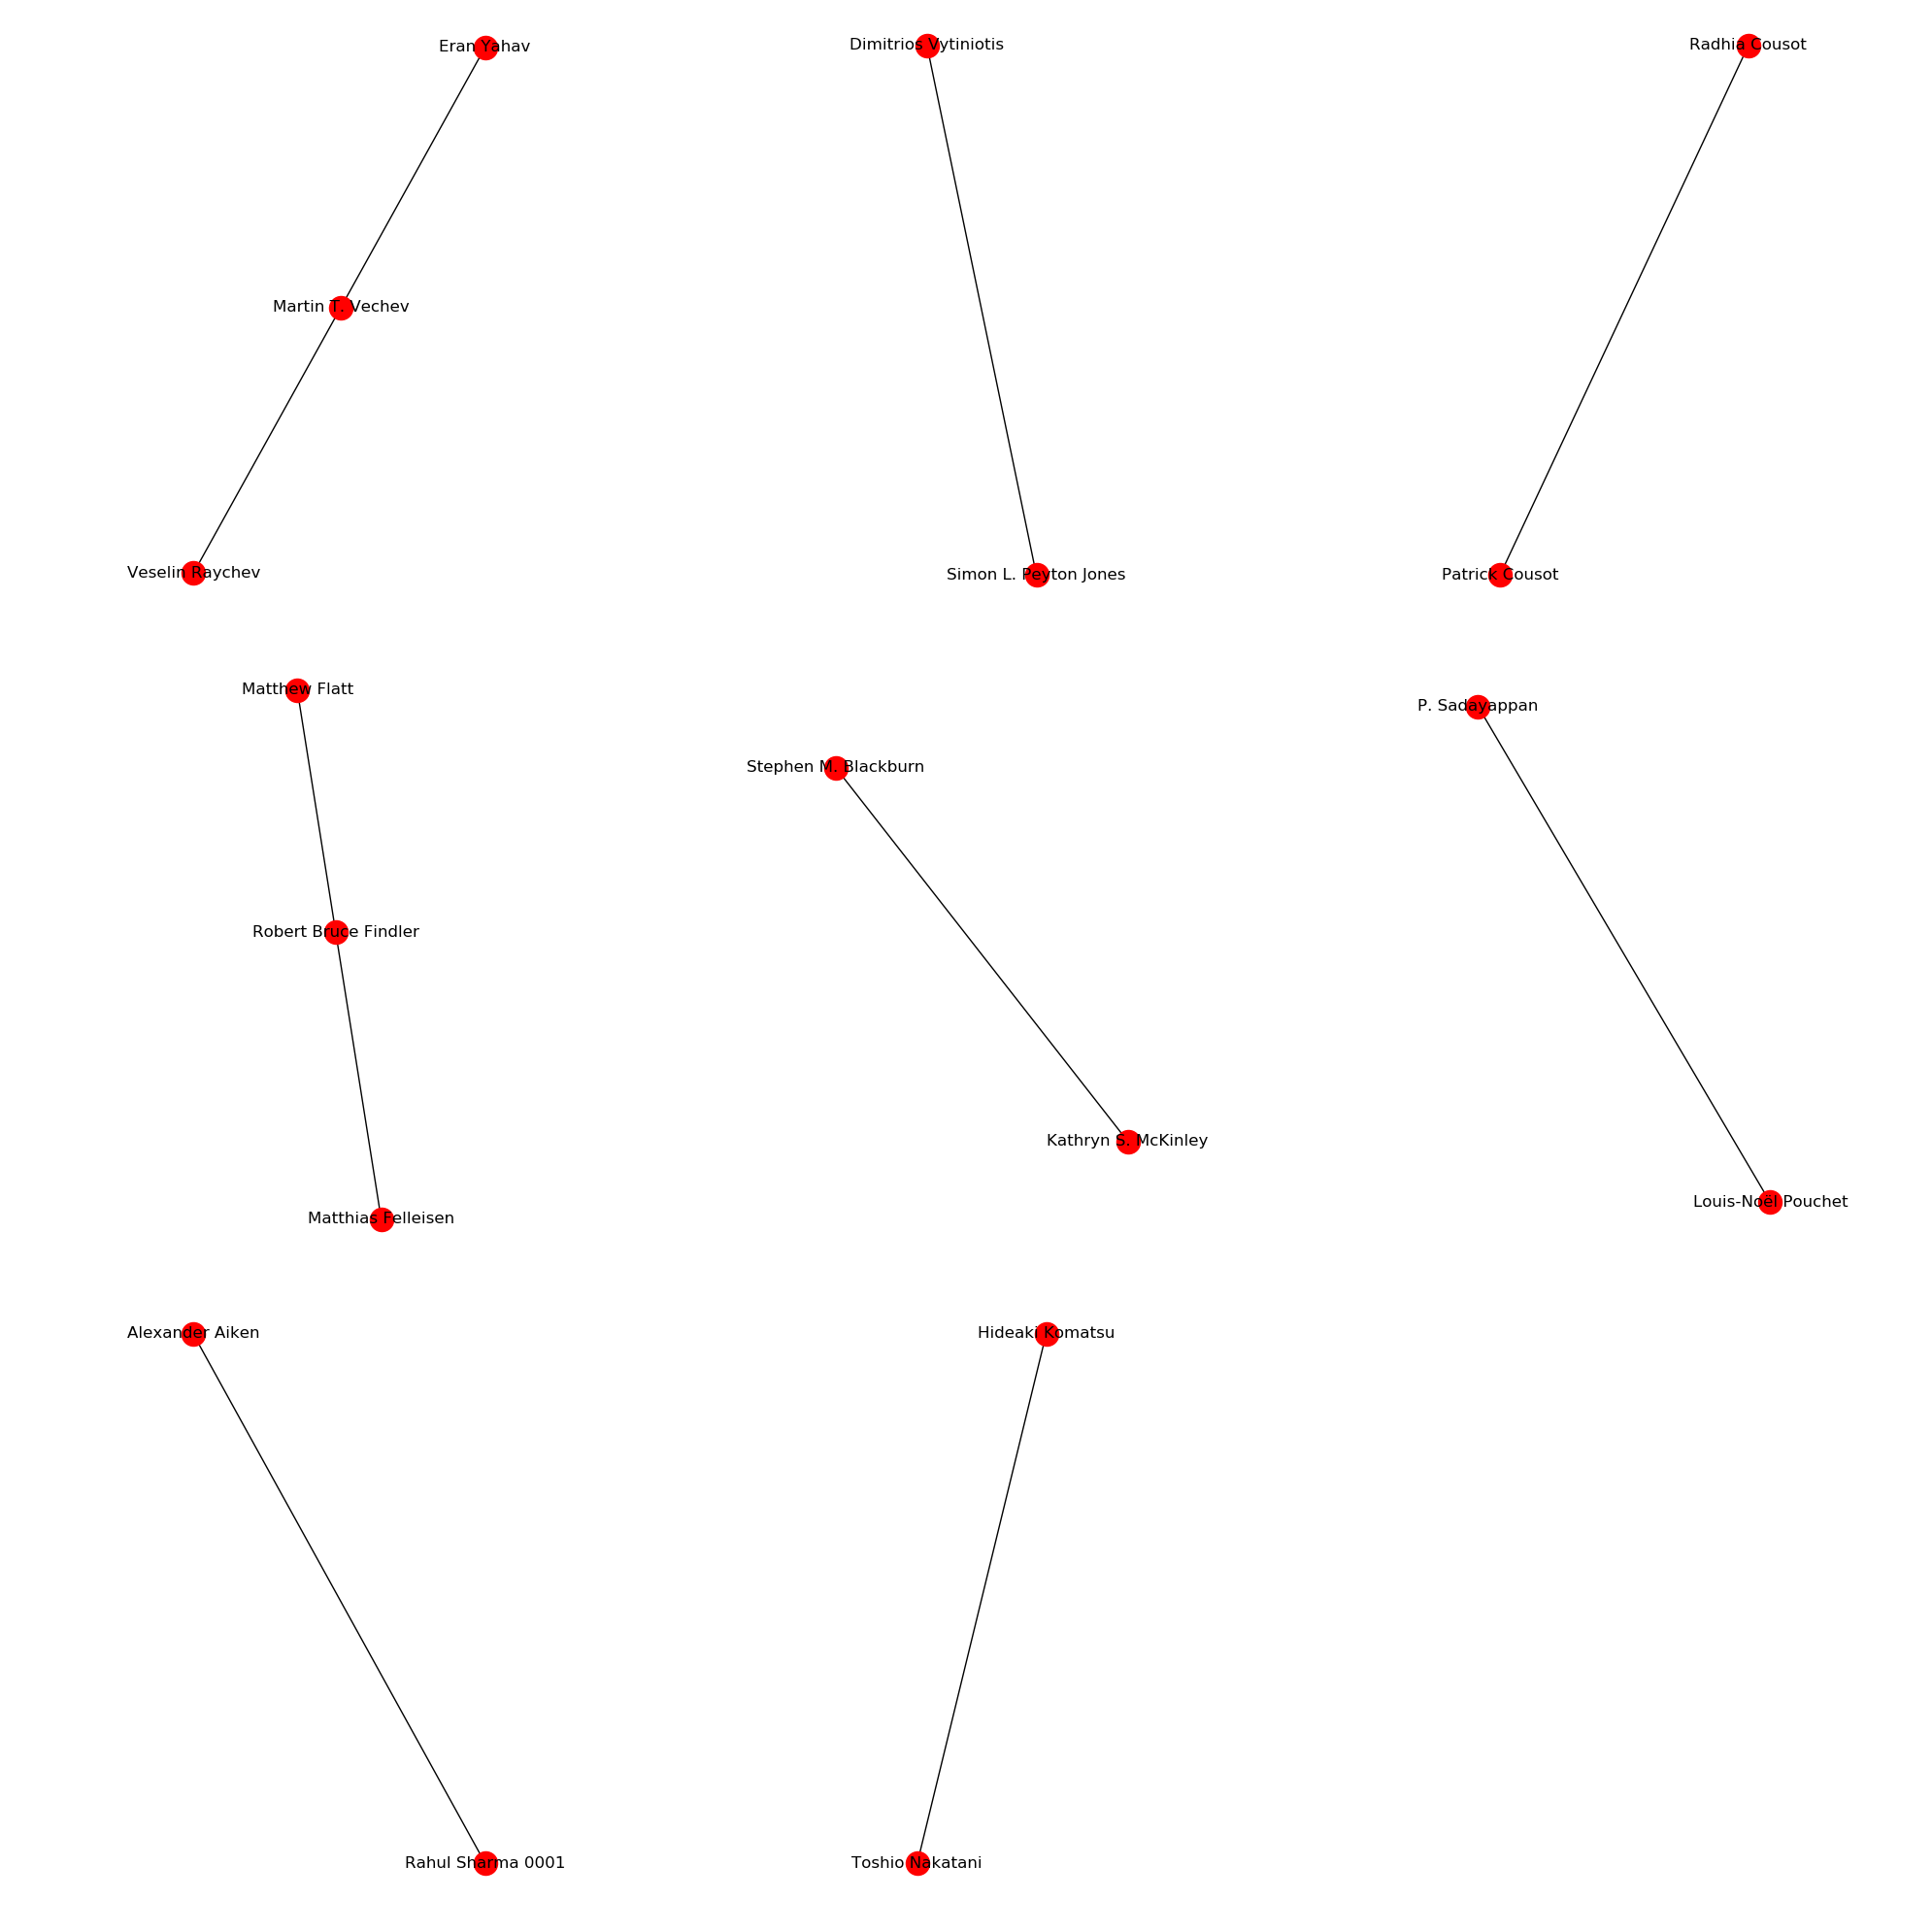 Eran Yahav
Dimitrios Vytiniotis
Radhia Cousot
Martin T. Vechev
Veselin Raychev
Simon L. Peyton Jones
Patrick Cousot
Matthew Flatt
P. Sadayappan
Stephen M. Blackburn
Robert Bruce Findler
Kathryn S. McKinley
Louis-Noël Pouchet
Matthias Felleisen
Alexander Aiken
Hideaki Komatsu
Rahul Sharma 0001
Toshio Nakatani